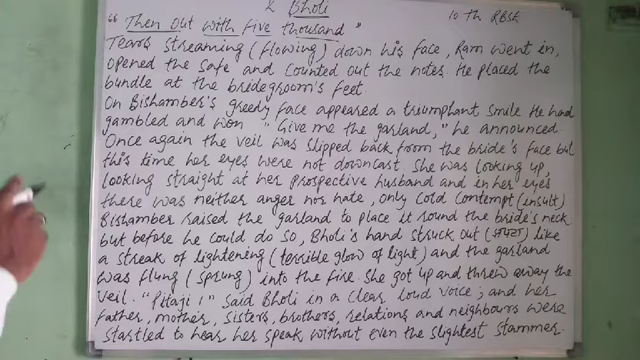 & Bholi
" Then Out with five thousand "
10 th RBSE
Tears streaming (flowing) down his face, Ram went in,
opened the safe and counted out the notes. He placed the
bundle at the bridegroom's feet
On Bishamber's greedy face appeared a triumphant smile He had
gambled and won " Give me the garland," he announced
Once again the veil was slipped back from the bride's face but
this time her eyes were not downcast. She was looking up,
looking straight at her prospective husband and in her eyes
there was neither anger nor hate, only cold contempt (insult)
Bishamber raised the garland to place it round the bride's neck
but before he could do so, Bholi's hand struck out like
a streak of lightening (terrible glow of light) and the garland
was flung (sprung) into the fire. She got up and threw away the
veil. "Pitaji !" said Bholi in a clear loud voice; and her
father, mother, sisters, brothers, relations and neighbours were
startled to hear her speak without even the slightest stammer.